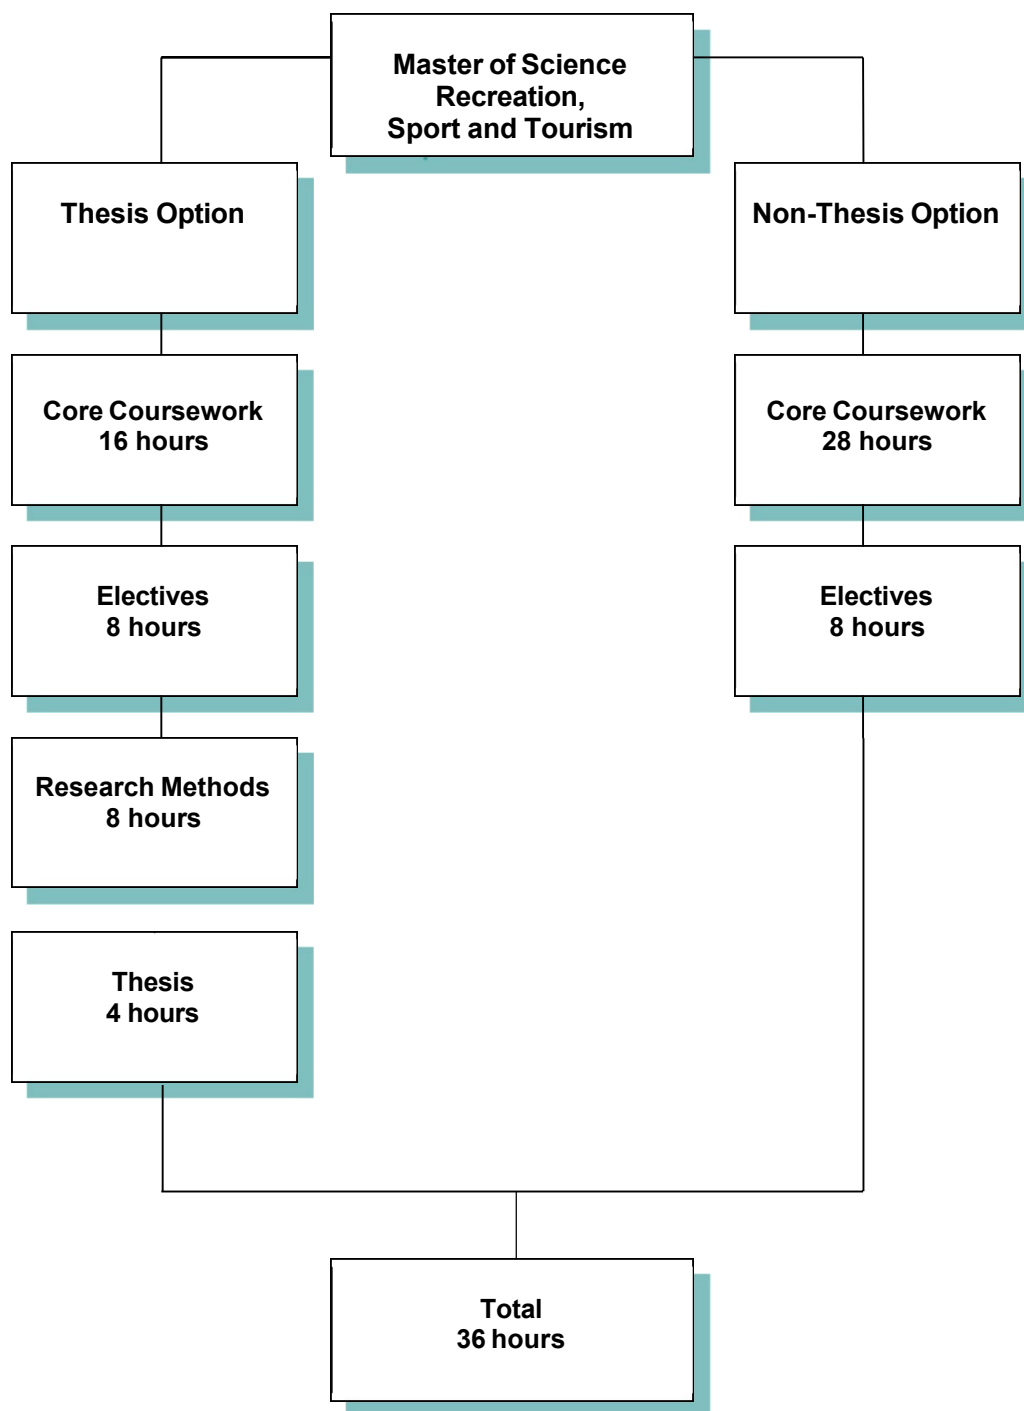 Master of Science
Recreation,
Sport and Tourism
Thesis Option
Non-Thesis Option
Core Coursework
16 hours
Core Coursework
28 hours
Electives
8 hours
Electives
8 hours
Research Methods
8 hours
Thesis
4 hours
Total
36 hours